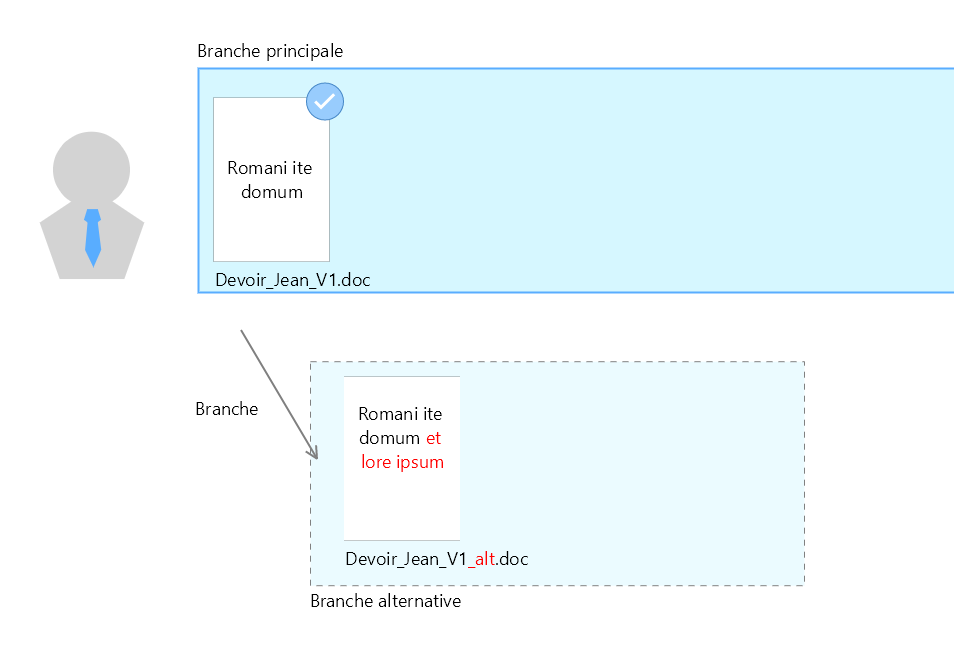 Branche principale
Romani ite
domum
Devoir_Jean_V1.doc
Branche
Romani ite
domum et
lore ipsum
Devoir_Jean_V1_alt.doc
Branche alternative